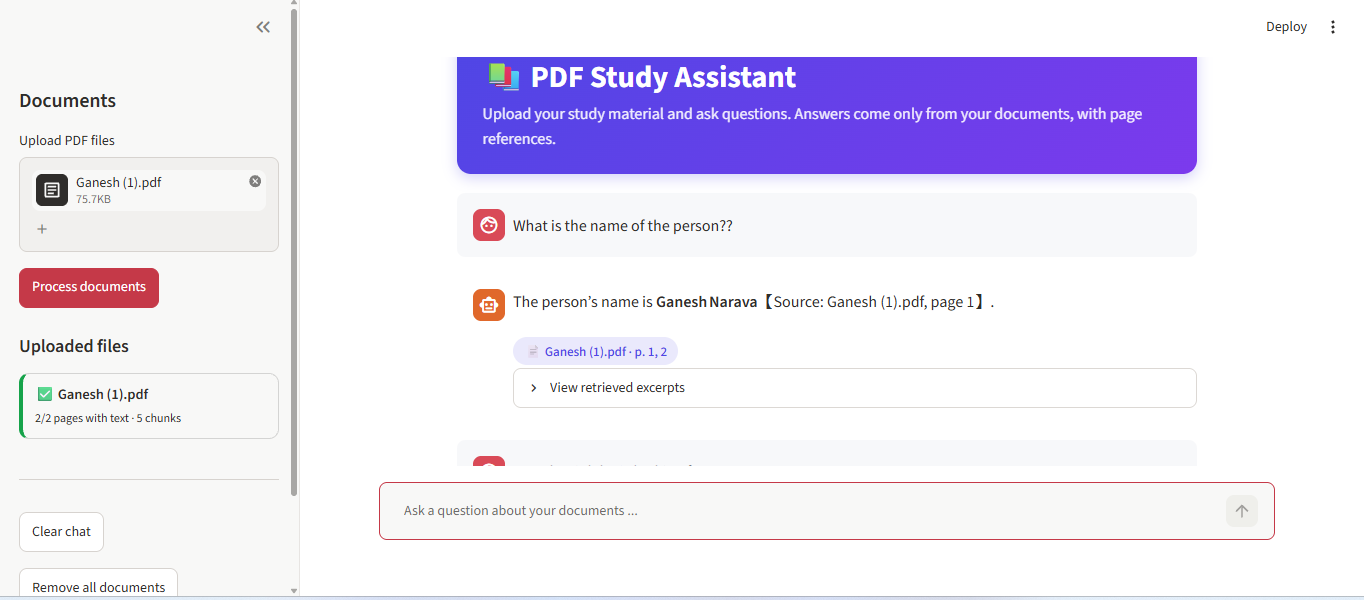 Documents
Upload PDF files
Ganesh (1).pdf
75.7KB
Process documents
Uploaded files
✅ Ganesh (1).pdf
2/2 pages with text · 5 chunks
Clear chat
Remove all documents
Deploy
📚 PDF Study Assistant
Upload your study material and ask questions. Answers come only from your documents, with page
references.
What is the name of the person??
The person’s name is Ganesh Narava【Source: Ganesh (1).pdf, page 1】.
Ganesh (1).pdf · p. 1, 2
View retrieved excerpts
Ask a question about your documents ...